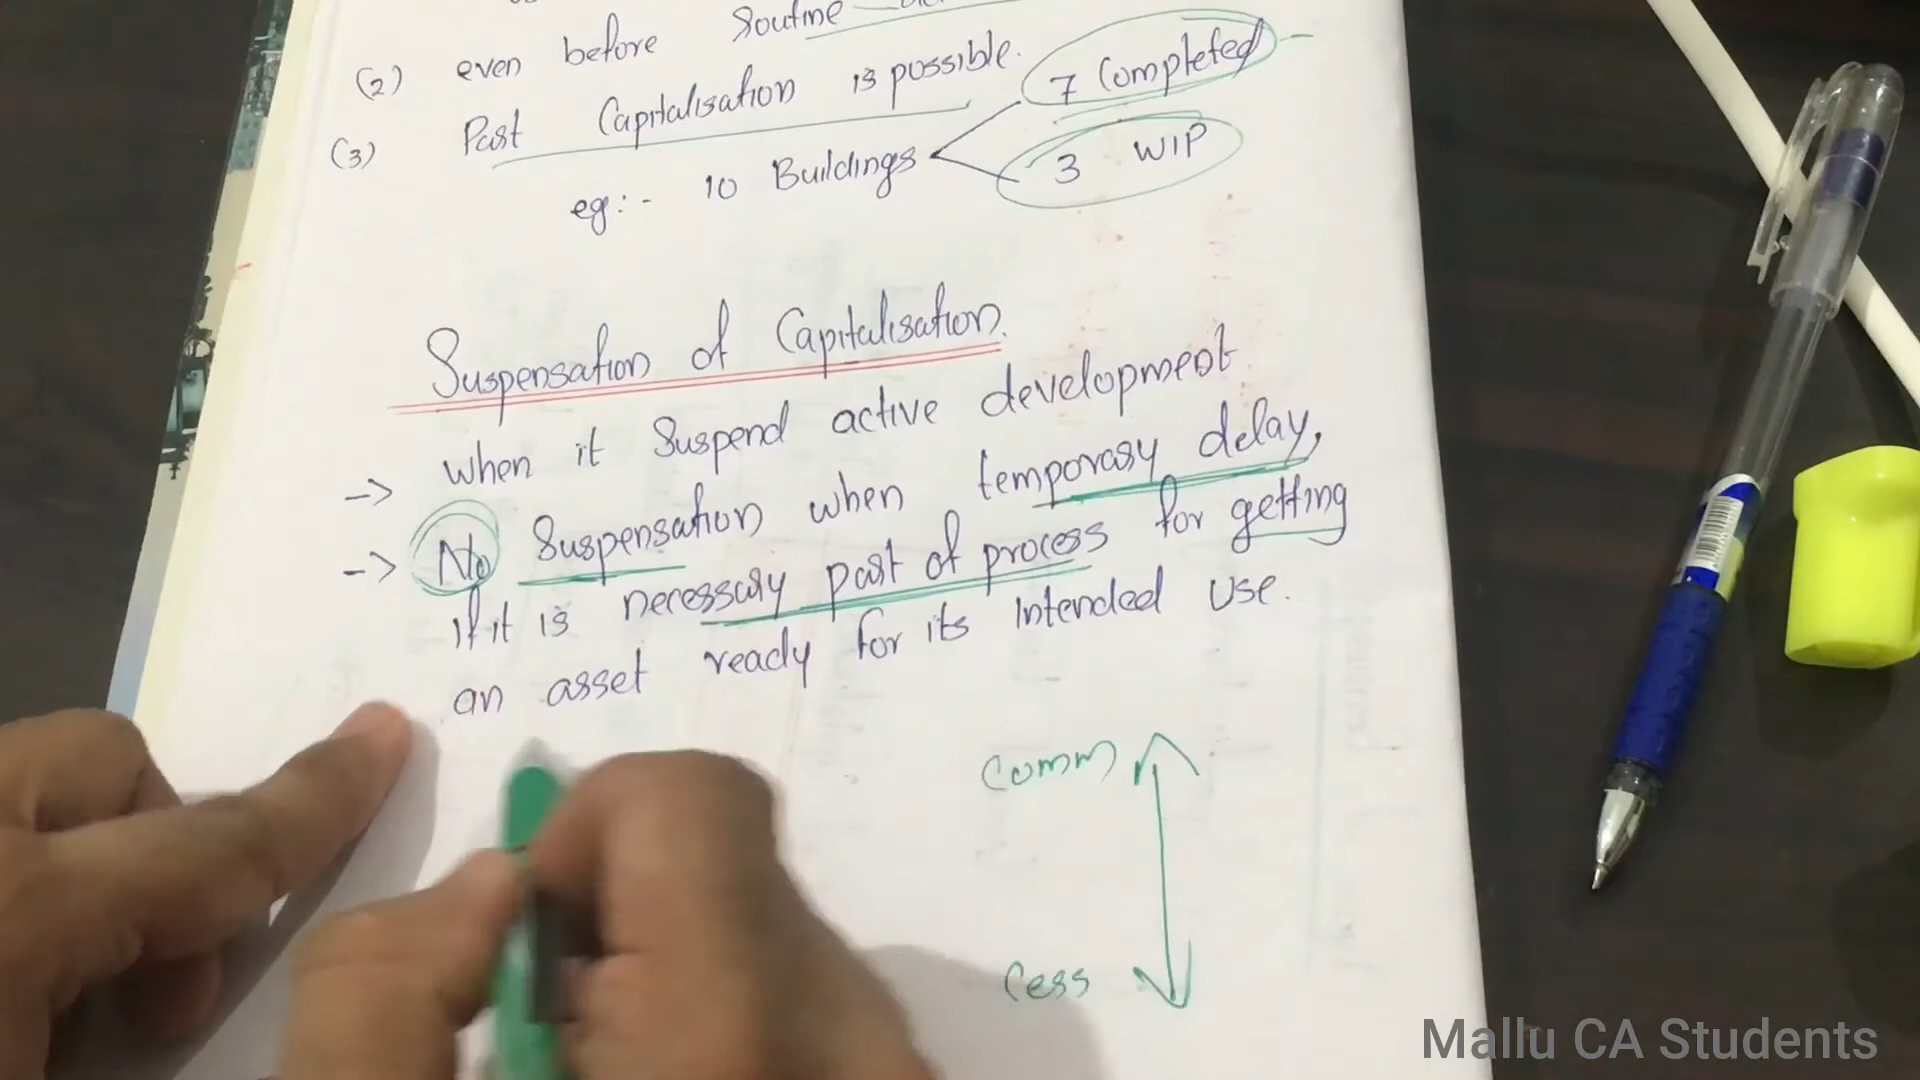 (2) even before Routine
(3) Past Capitalisation is possible.
eg:- 10 Buildings
7 Completed
3 WIP
Suspensation of Capitalisation.
-> when it Suspend active development
-> No Suspensation when temporary delay,
if it is necessary part of process for getting
an asset ready for its intended use.
Comm
Cess
Mallu CA Students